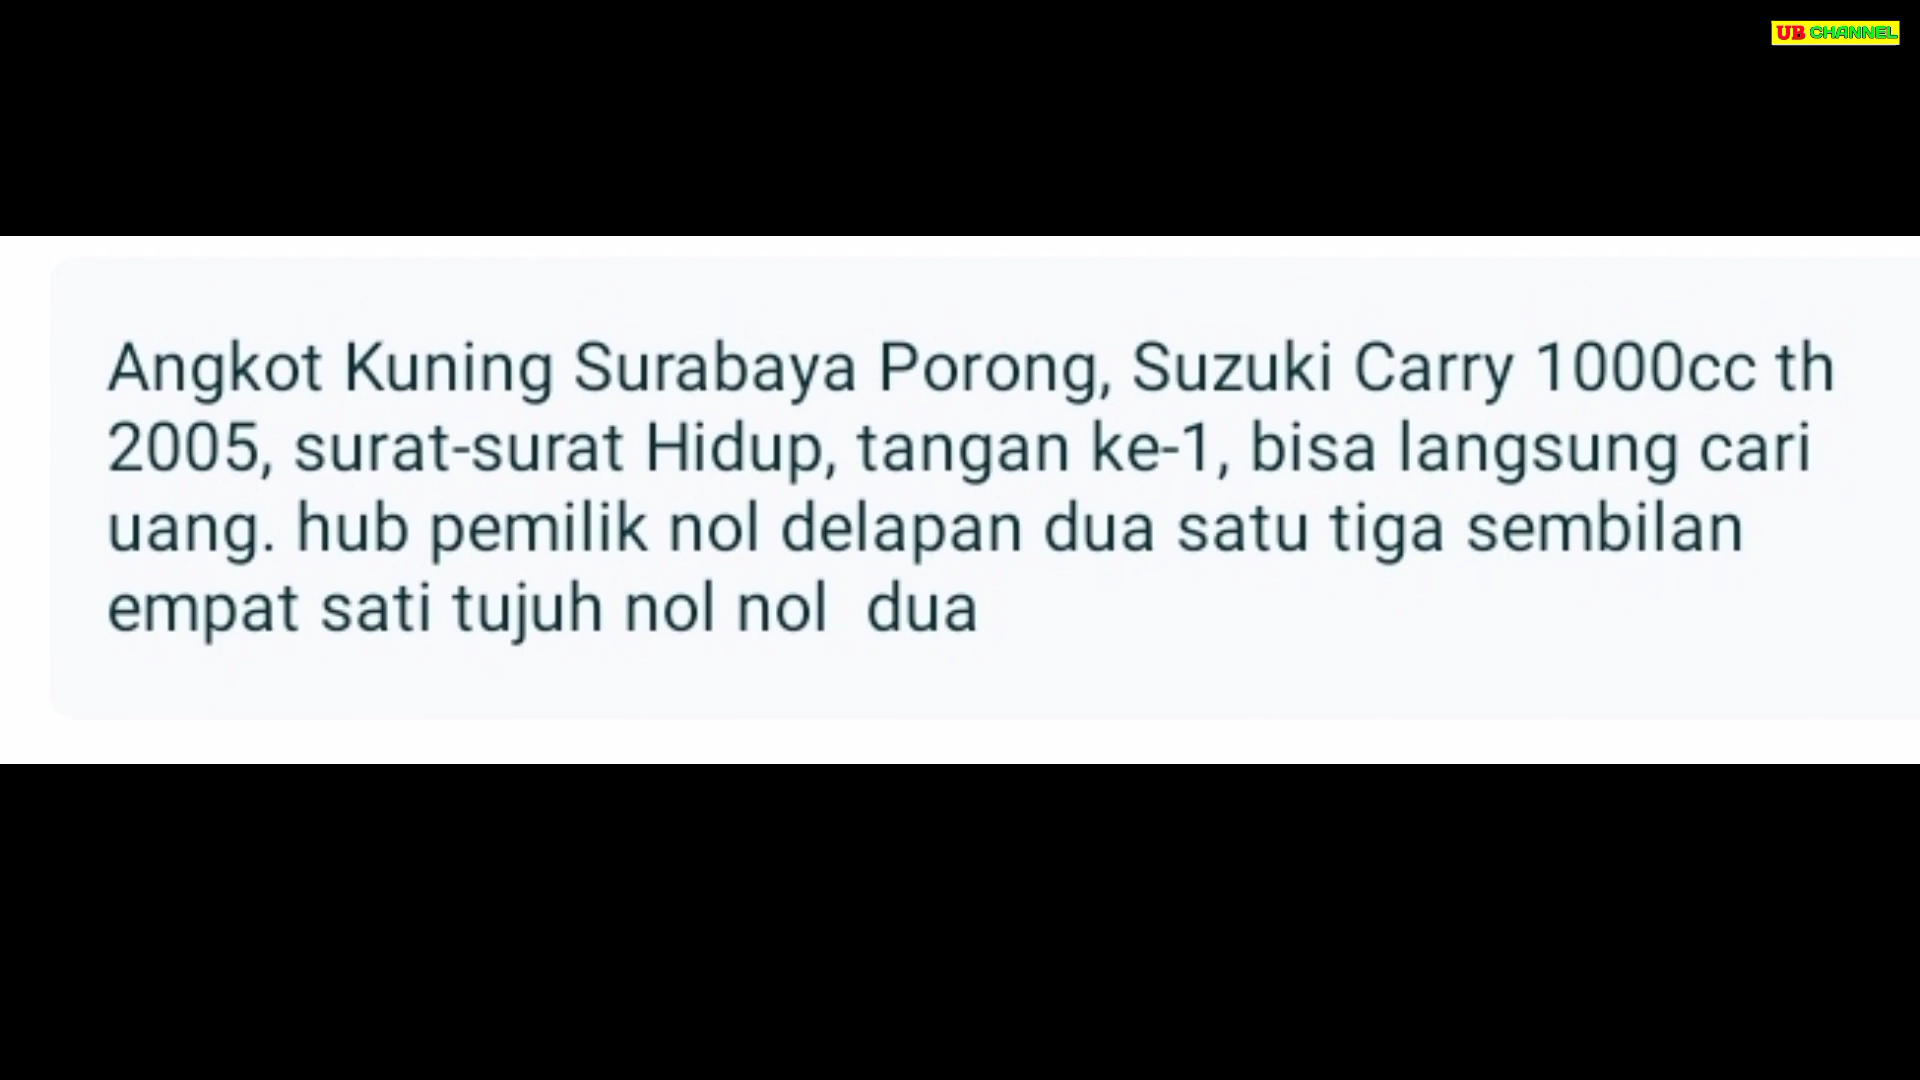 UB CHANNEL
Angkot Kuning Surabaya Porong, Suzuki Carry 1000cc th
2005, surat-surat Hidup, tangan ke-1, bisa langsung cari
uang. hub pemilik nol delapan dua satu tiga sembilan
empat sati tujuh nol nol  dua